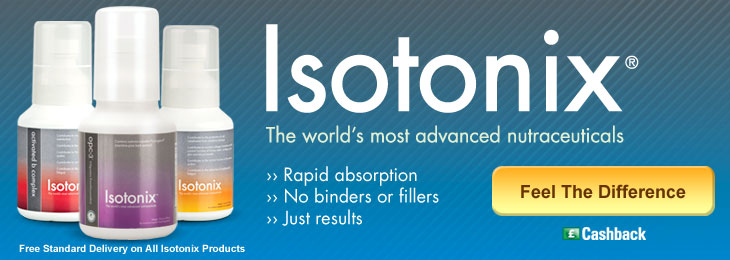 Isotonix®
The world's most advanced nutraceuticals
›› Rapid absorption
›› No binders or fillers
›› Just results
Feel The Difference
£ Cashback
activated b complex
Isoton
opc-3
Isotonix
Isotonix
Free Standard Delivery on All Isotonix Products